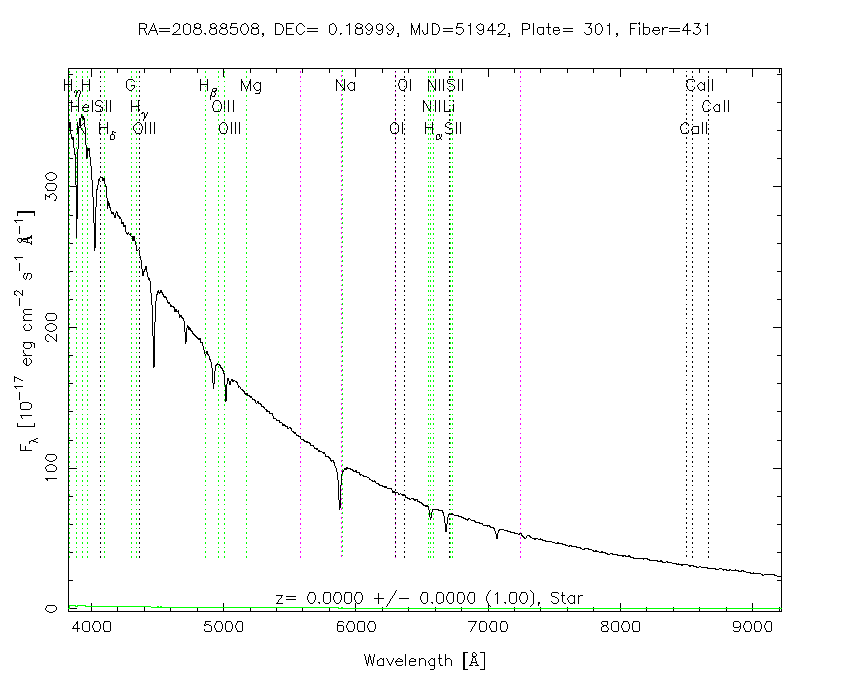 RA=208.88508, DEC= 0.18999, MJD=51942, Plate= 301, Fiber=431
Hη H G Hβ Mg Na OI NII SII CaII
HeI SII Hγ OIII NII Li CaII
K Hδ OIII OIII OI Hα SII CaII
300
200
100
0
Fλ [10⁻¹⁷ erg cm⁻² s⁻¹ Å⁻¹]
z= 0.0000 +/- 0.0000 (1.00), Star
4000 5000 6000 7000 8000 9000
Wavelength [Å]